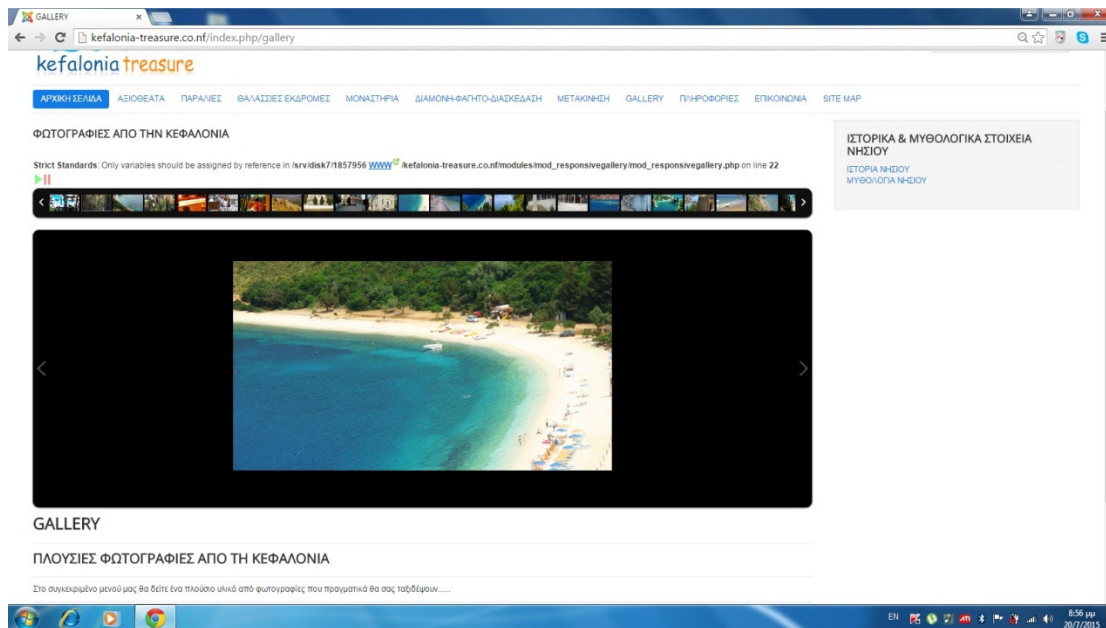 GALLERY
kefalonia-treasure.co.nf/index.php/gallery
kefalonia treasure
ΑΡΧΙΚΗ ΣΕΛΙΔΑ ΑΞΙΟΘΕΑΤΑ ΠΑΡΑΛΙΕΣ ΘΑΛΑΣΣΙΕΣ ΕΚΔΡΟΜΕΣ ΜΟΝΑΣΤΗΡΙΑ ΔΙΑΜΟΝΗ-ΦΑΓΗΤΟ-ΔΙΑΣΚΕΔΑΣΗ ΜΕΤΑΚΙΝΗΣΗ GALLERY ΠΛΗΡΟΦΟΡΙΕΣ ΕΠΙΚΟΙΝΩΝΙΑ SITE MAP
ΦΩΤΟΓΡΑΦΙΕΣ ΑΠΟ ΤΗΝ ΚΕΦΑΛΟΝΙΑ
Strict Standards: Only variables should be assigned by reference in /srv/disk7/1857956 WWW /kefalonia-treasure.co.nf/modules/mod_responsivegallery/mod_responsivegallery.php on line 22
ΙΣΤΟΡΙΚΑ & ΜΥΘΟΛΟΓΙΚΑ ΣΤΟΙΧΕΙΑ
ΝΗΣΙΟΥ
ΙΣΤΟΡΙΑ ΝΗΣΙΟΥ
ΜΥΘΟΛΟΓΙΑ ΝΗΣΙΟΥ
GALLERY
ΠΛΟΥΣΙΕΣ ΦΩΤΟΓΡΑΦΙΕΣ ΑΠΟ ΤΗ ΚΕΦΑΛΟΝΙΑ
Στο συγκεκριμένο μενού μας θα δείτε ένα πλούσιο υλικό από φωτογραφίες που πραγματικά θα σας ταξιδέψουν......
EN
8:56 μμ
20/7/2015